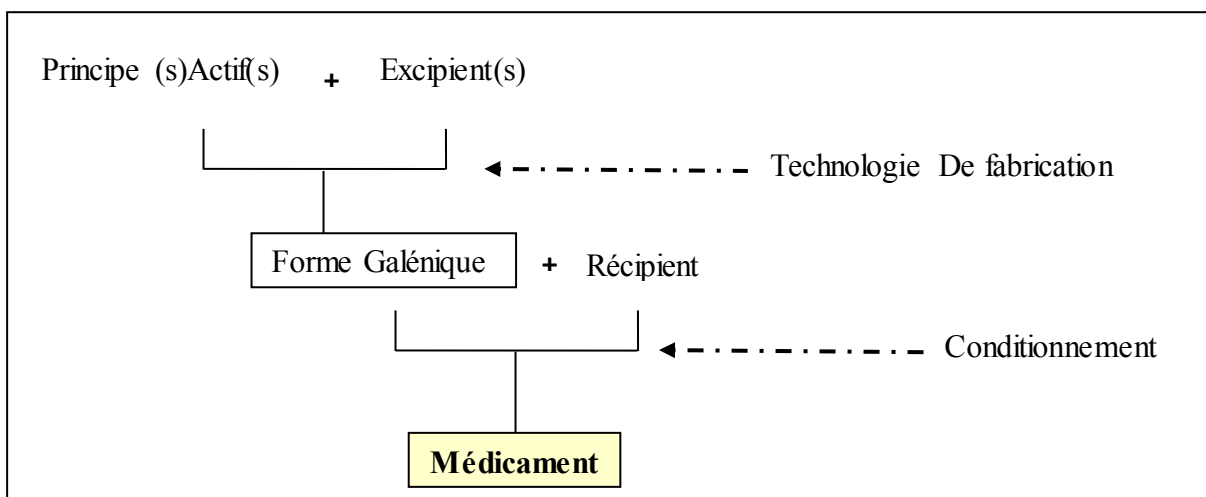 Principe (s)Actif(s) + Excipient(s)
Technologie De fabrication
Forme Galénique + Récipient
Conditionnement
Médicament